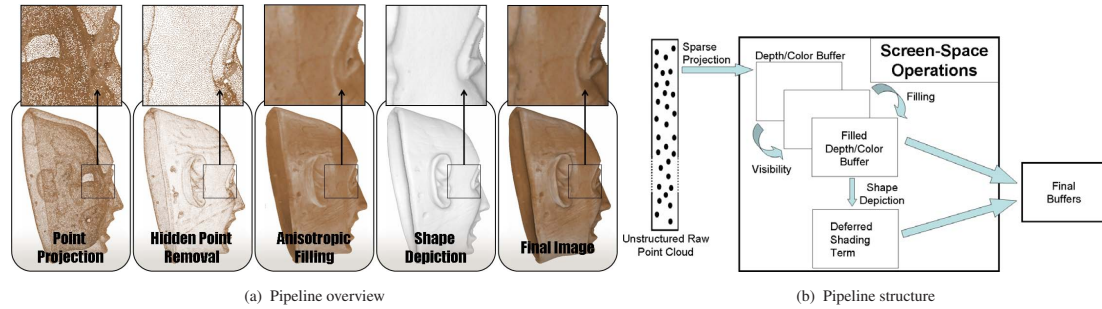 Point
Projection
Hidden Point
Removal
Anisotropic
Filling
Shape
Depiction
Final Image
(a) Pipeline overview
Sparse
Projection
Unstructured Raw
Point Cloud
Depth/Color Buffer
Screen-Space
Operations
Filling
Visibility
Filled
Depth/Color
Buffer
Shape
Depiction
Deferred
Shading
Term
Final
Buffers
(b) Pipeline structure